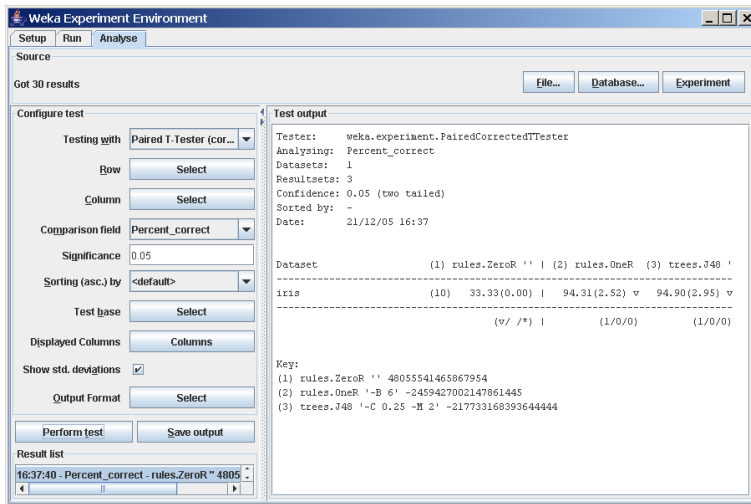 Weka Experiment Environment
Setup Run Analyse
Source
Got 30 results
File... Database... Experiment
Configure test
Testing with Paired T-Tester (cor...
Row Select
Column Select
Comparison field Percent_correct
Significance 0.05
Sorting (asc.) by <default>
Test base Select
Displayed Columns Columns
Show std. deviations
Output Format Select
Perform test Save output
Result list
16:37:40 - Percent_correct - rules.ZeroR '' 4805
Test output
Tester: weka.experiment.PairedCorrectedTTester
Analysing: Percent_correct
Datasets: 1
Resultsets: 3
Confidence: 0.05 (two tailed)
Sorted by: -
Date: 21/12/05 16:37
Dataset (1) rules.ZeroR '' | (2) rules.OneR (3) trees.J48 '
iris (10) 33.33(0.00) | 94.31(2.52) v 94.90(2.95) v
(v/ /*) | (1/0/0) (1/0/0)
Key:
(1) rules.ZeroR '' 48055541465867954
(2) rules.OneR '-B 6' -2459427002147861445
(3) trees.J48 '-C 0.25 -M 2' -217733168393644444